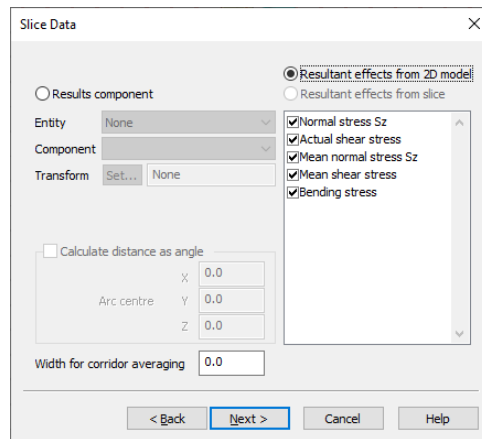 Slice Data
Resultant effects from 2D model
Results component
Resultant effects from slice
Entity None
Component
Transform Set... None
Normal stress Sz
Actual shear stress
Mean normal stress Sz
Mean shear stress
Bending stress
Calculate distance as angle
X 0.0
Arc centre Y 0.0
Z 0.0
Width for corridor averaging 0.0
< Back Next > Cancel Help